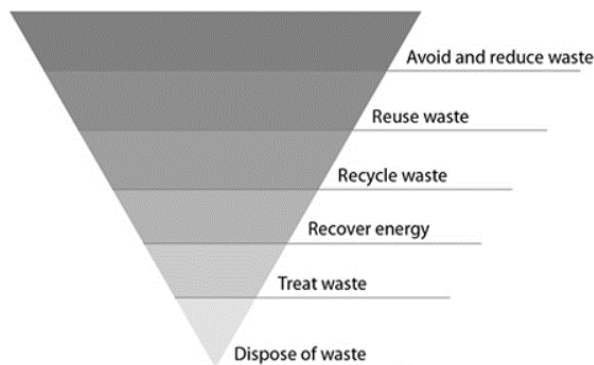 Avoid and reduce waste
Reuse waste
Recycle waste
Recover energy
Treat waste
Dispose of waste